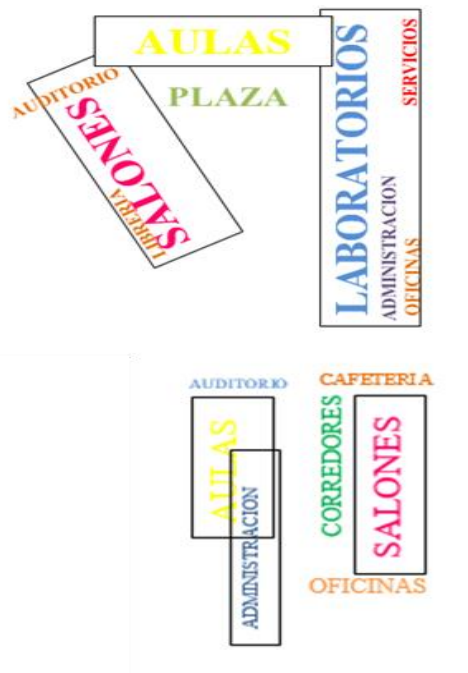 AULAS
AUDITORIO
SALONES
LIBRERIA
PLAZA
LABORATORIOS
SERVICIOS
ADMINISTRACION
OFICINAS
AUDITORIO
CAFETERIA
AULAS
ADMINISTRACION
CORREDORES
SALONES
OFICINAS